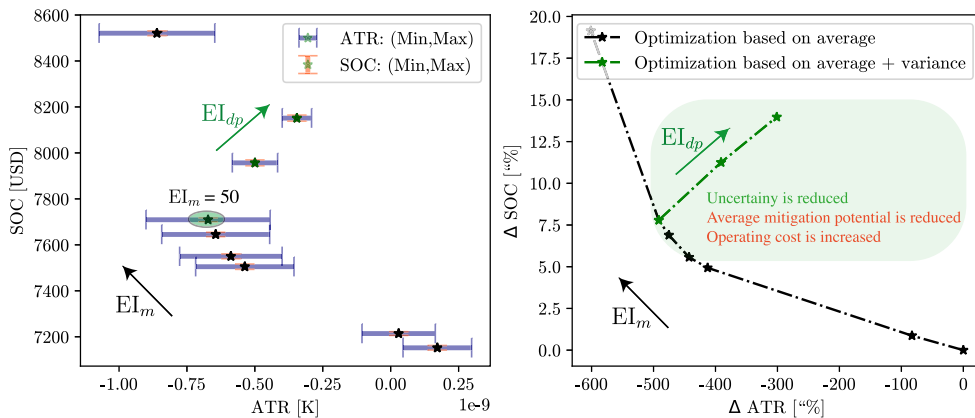 8600
8400
8200
8000
7800
7600
7400
7200
SOC [USD]
ATR: (Min,Max)
SOC: (Min,Max)
EI_dp
EI_m = 50
EI_m
-1.00
-0.75
-0.50
-0.25
0.00
0.25
1e-9
ATR [K]
20.0
17.5
15.0
12.5
10.0
7.5
5.0
2.5
0.0
Δ SOC [“%]
Optimization based on average
Optimization based on average + variance
EI_dp
Uncertainy is reduced
Average mitigation potential is reduced
Operating cost is increased
EI_m
-600
-500
-400
-300
-200
-100
0
Δ ATR [“%]